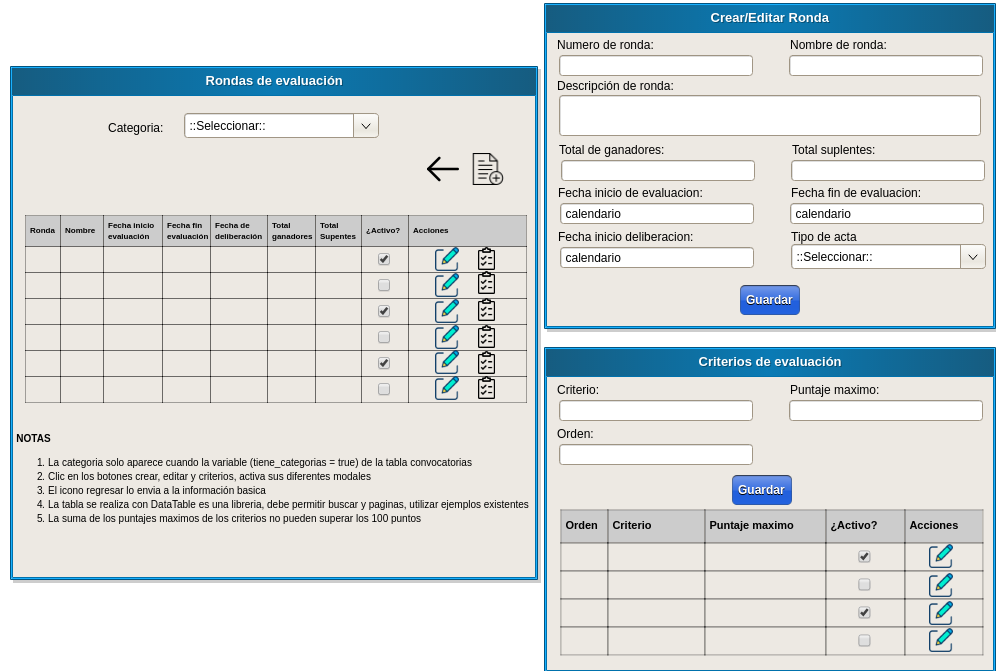 Rondas de evaluación
Categoria:
::Seleccionar::
Ronda
Nombre
Fecha inicio
evaluación
Fecha fin
evaluación
Fecha de
deliberación
Total
ganadores
Total
Supentes
¿Activo?
Acciones
NOTAS
1. La categoria solo aparece cuando la variable (tiene_categorias = true) de la tabla convocatorias
2. Clic en los botones crear, editar y criterios, activa sus diferentes modales
3. El icono regresar lo envia a la información basica
4. La tabla se realiza con DataTable es una libreria, debe permitir buscar y paginas, utilizar ejemplos existentes
5. La suma de los puntajes maximos de los criterios no pueden superar los 100 puntos
Crear/Editar Ronda
Numero de ronda:
Nombre de ronda:
Descripción de ronda:
Total de ganadores:
Total suplentes:
Fecha inicio de evaluacion:
Fecha fin de evaluacion:
calendario
calendario
Fecha inicio deliberacion:
Tipo de acta
calendario
::Seleccionar::
Guardar
Criterios de evaluación
Criterio:
Puntaje maximo:
Orden:
Guardar
Orden
Criterio
Puntaje maximo
¿Activo?
Acciones